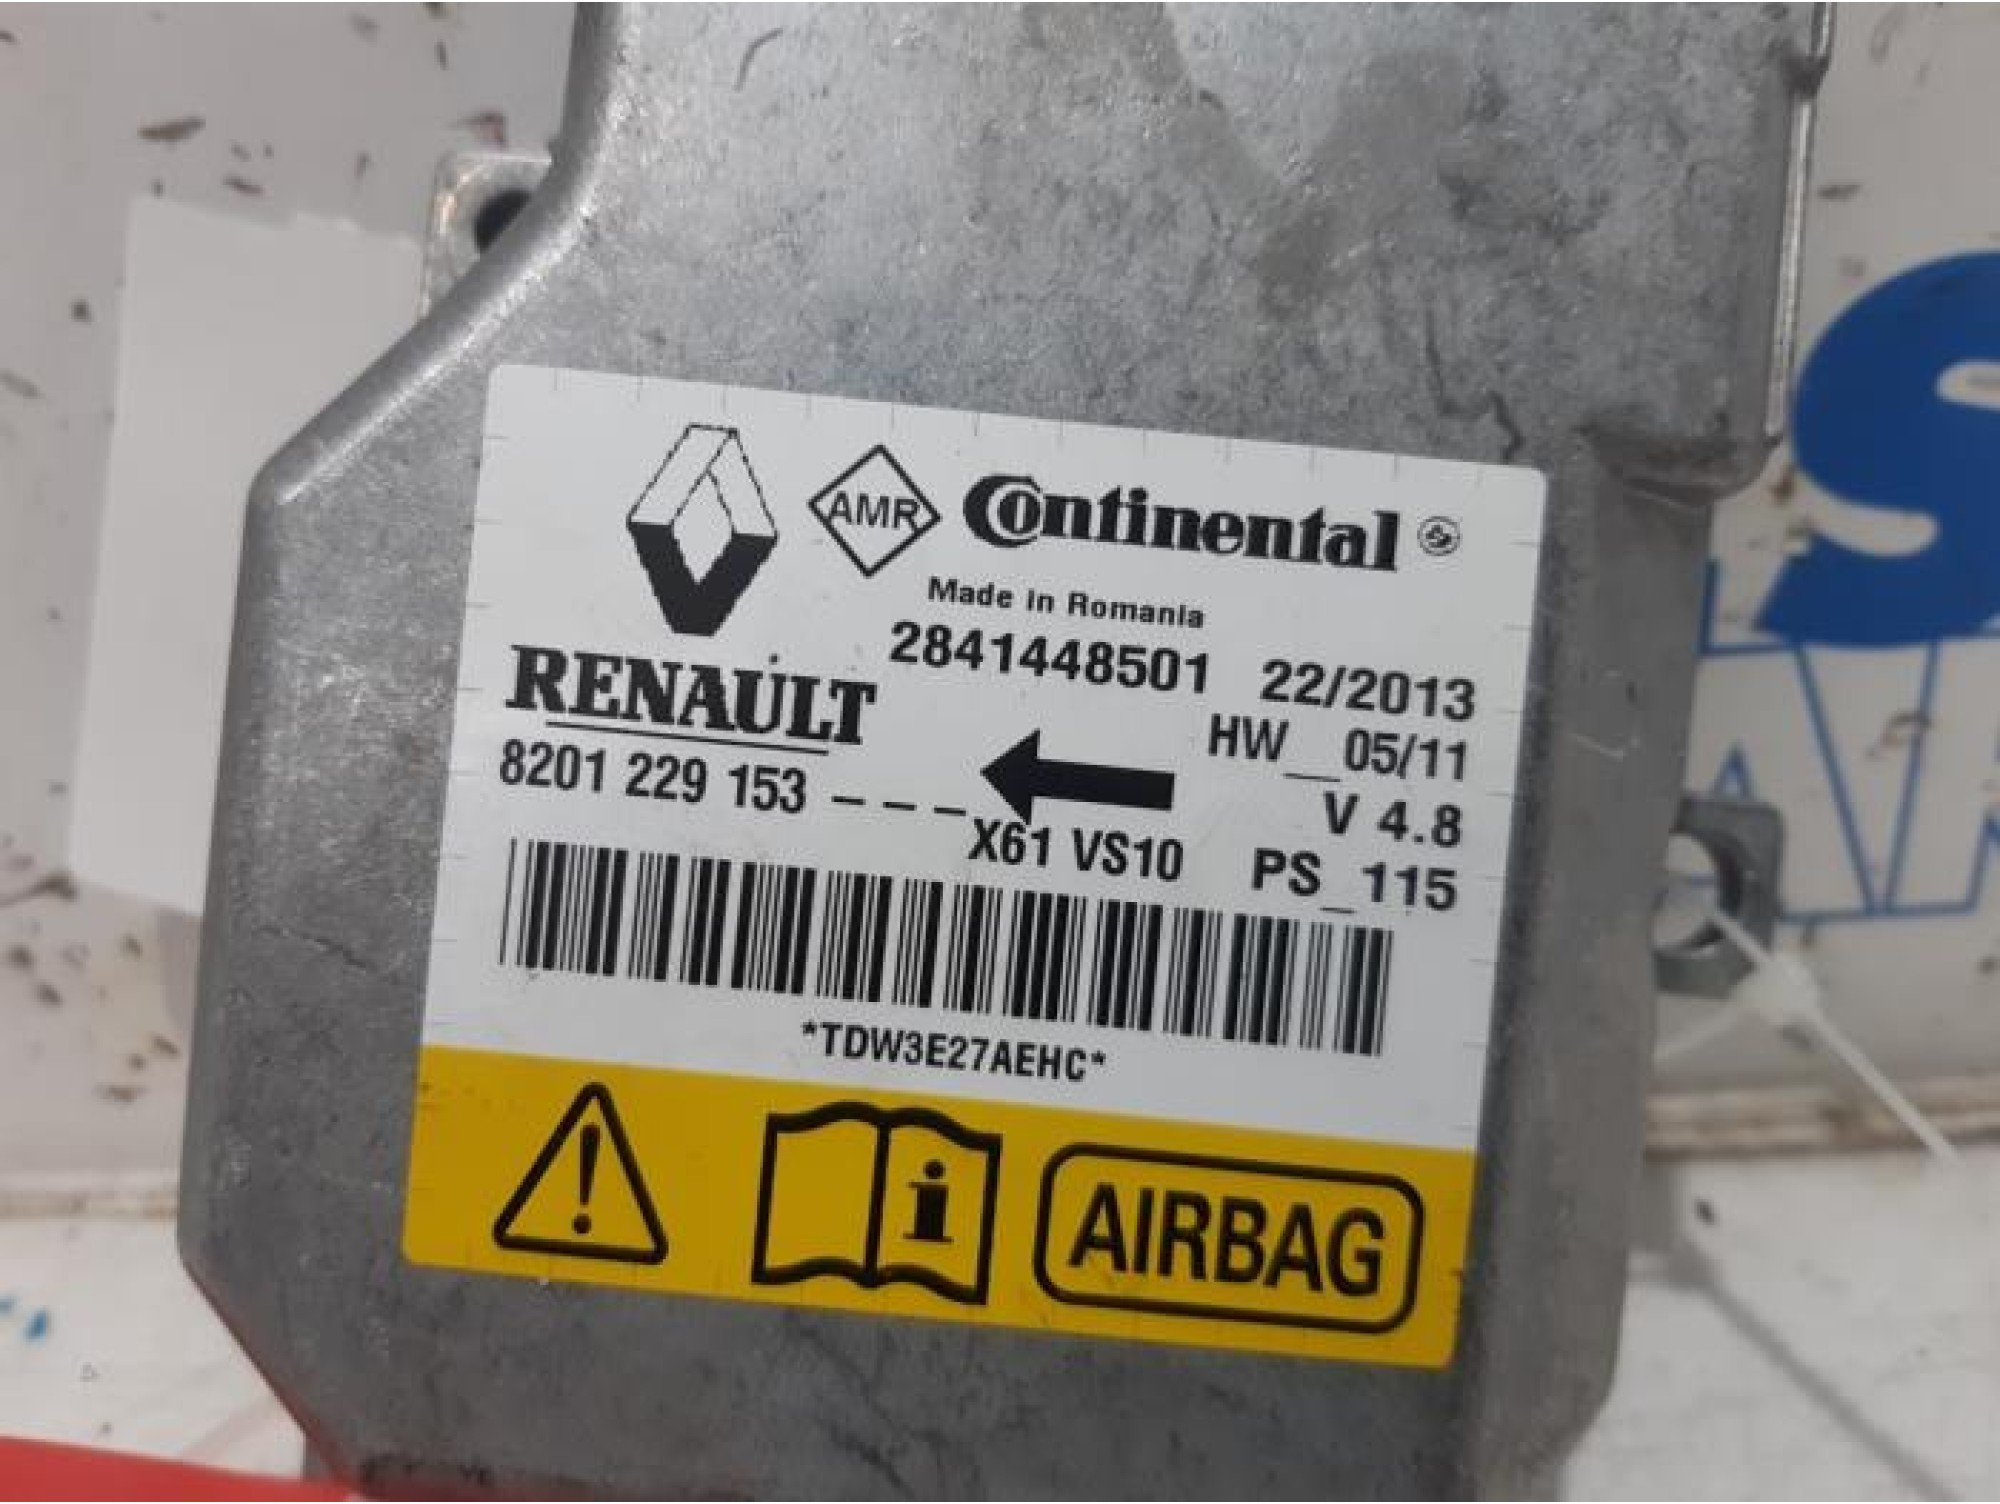 AMR Continental
Made in Romania
RENAULT 2841448501 22/2013
HW__05/11
8201 229 153 ---
V 4.8
X61 VS10 PS_115
*TDW3E27AEHC*
! i AIRBAG
S